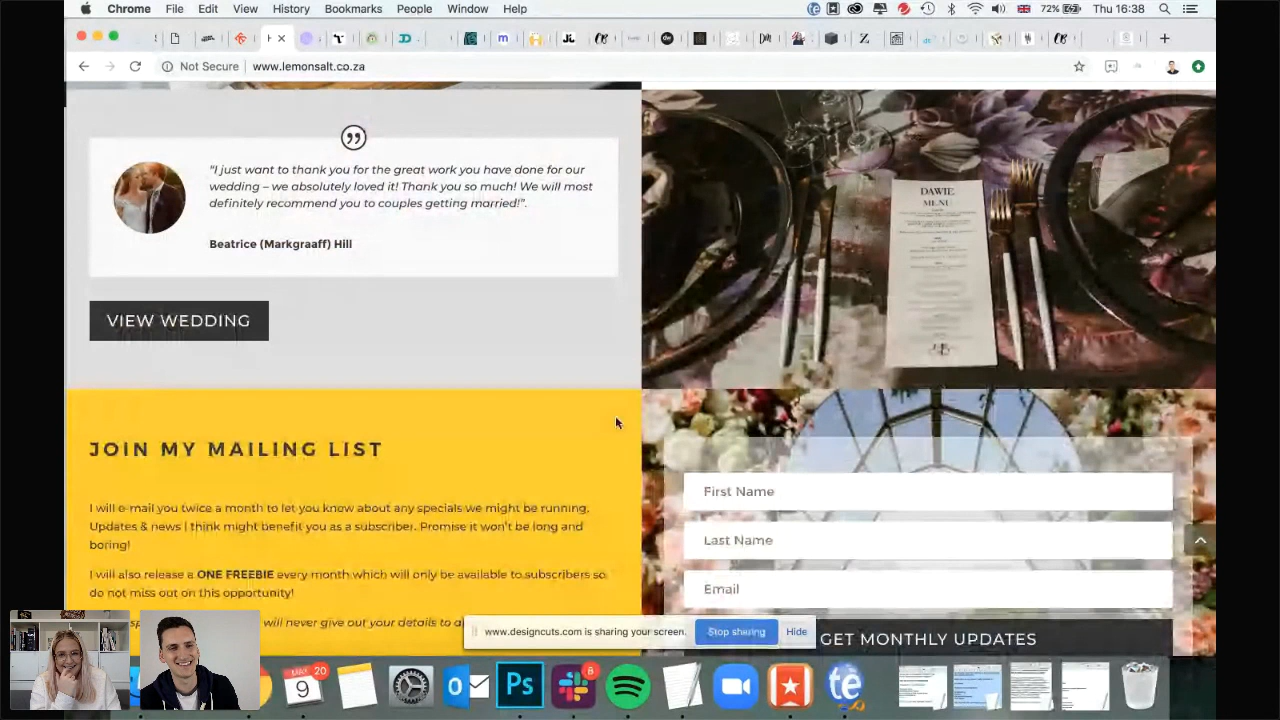 Chrome File Edit View History Bookmarks People Window Help 72% Thu 16:38
Not Secure www.lemonsalt.co.za
"I just want to thank you for the great work you have done for our
wedding – we absolutely loved it! Thank you so much! We will most
definitely recommend you to couples getting married!".
Beatrice (Markgraaff) Hill
VIEW WEDDING
DAWIE
MENU
JOIN MY MAILING LIST
I will e-mail you twice a month to let you know about any specials we might be running.
Updates & news I think might benefit you as a subscriber. Promise it won't be long and
boring!
I will also release a ONE FREEBIE every month which will only be available to subscribers so
do not miss out on this opportunity!
will never give out your details to
First Name
Last Name
Email
GET MONTHLY UPDATES
www.designcuts.com is sharing your screen. Stop sharing Hide
MAY 20
9
Ps
8